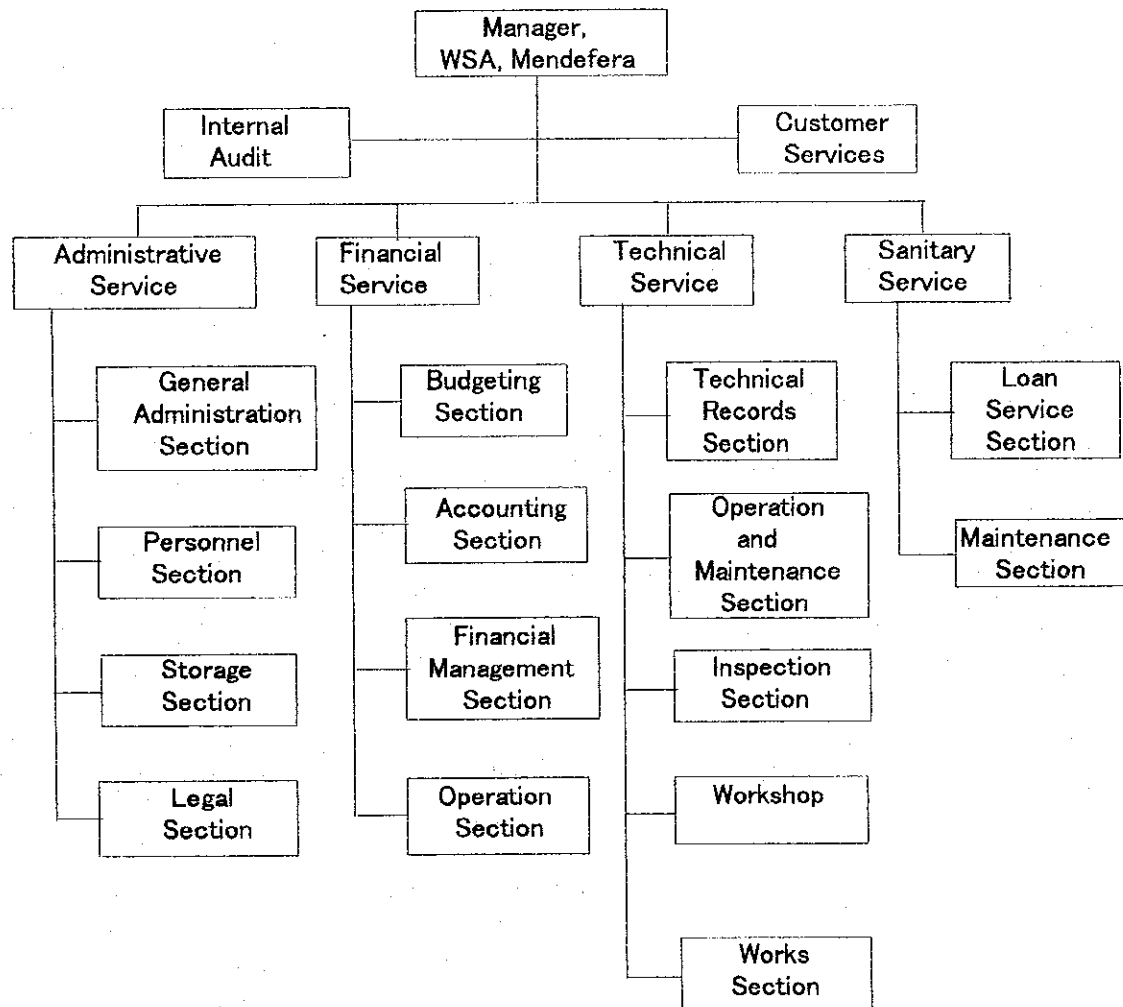 Manager,
WSA, Mendefera
Internal
Audit
Customer
Services
Administrative
Service
Financial
Service
Technical
Service
Sanitary
Service
General
Administration
Section
Personnel
Section
Storage
Section
Legal
Section
Budgeting
Section
Accounting
Section
Financial
Management
Section
Operation
Section
Technical
Records
Section
Operation
and
Maintenance
Section
Inspection
Section
Workshop
Works
Section
Loan
Service
Section
Maintenance
Section